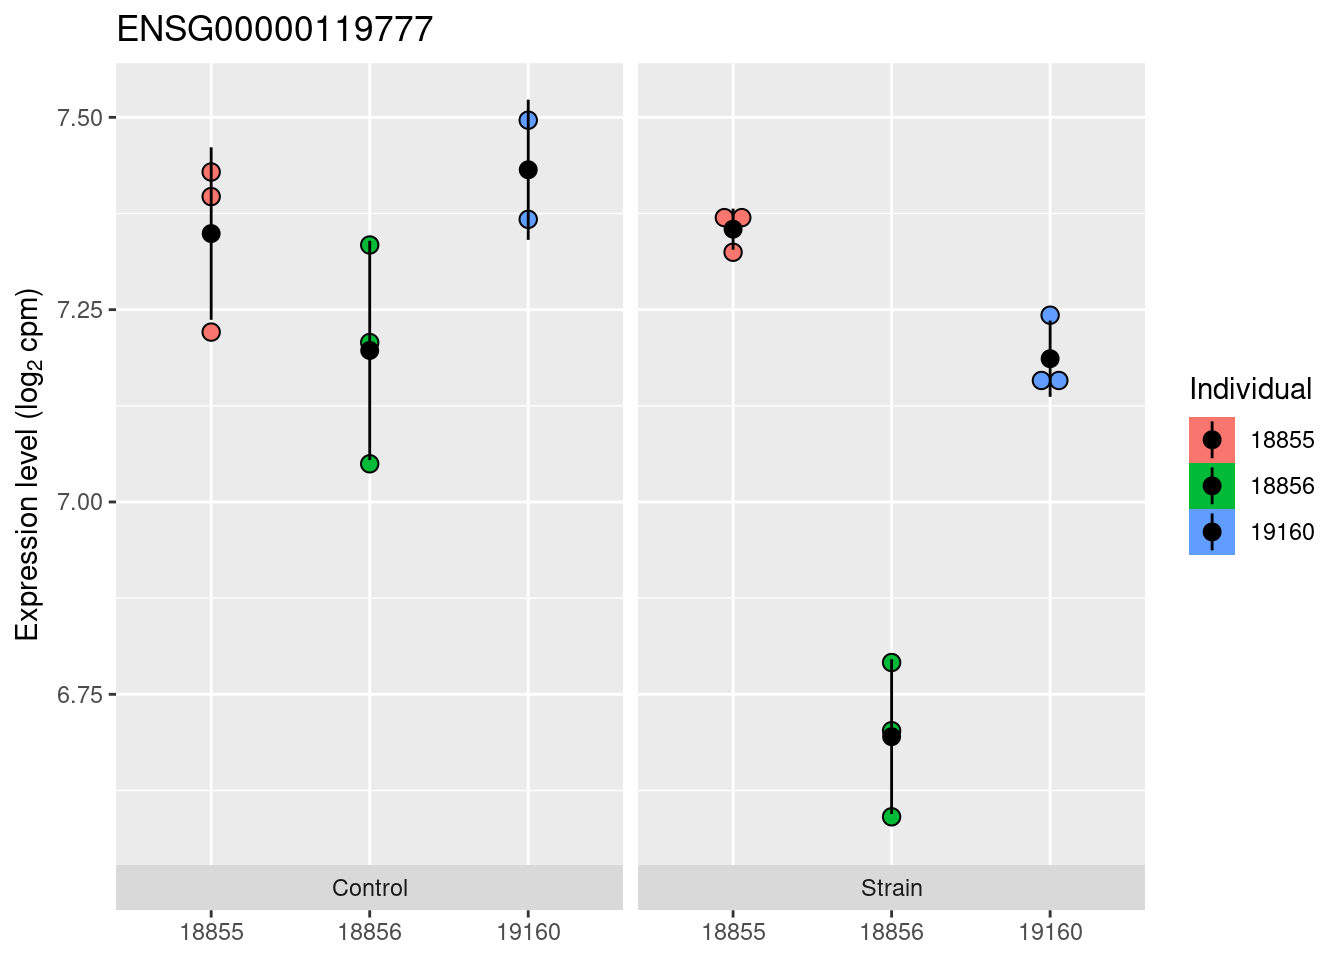 ENSG00000119777
Expression level (log₂ cpm)
7.50
7.25
7.00
6.75
Control
Strain
18855
18856
19160
18855
18856
19160
Individual
18855
18856
19160